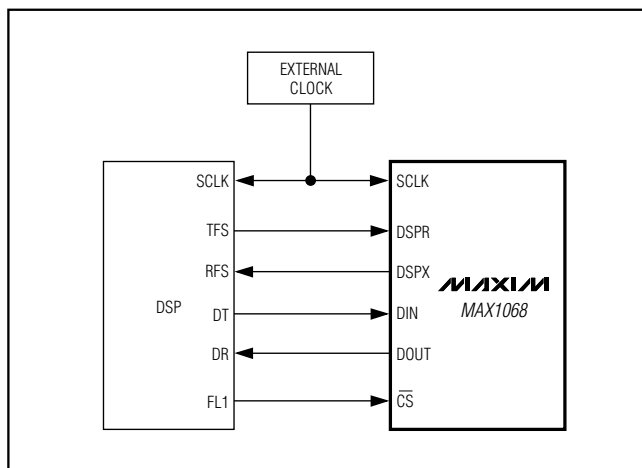 EXTERNAL
CLOCK
SCLK
SCLK
TFS
DSPR
RFS
DSPX
MAXIM
DSP
MAX1068
DT
DIN
DR
DOUT
FL1
CS